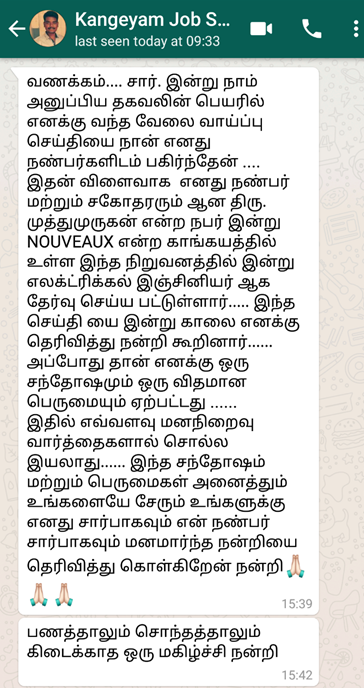 Kangeyam Job S...
last seen today at 09:33
வணக்கம்.... சார். இன்று நாம்
அனுப்பிய தகவலின் பெயரில்
எனக்கு வந்த வேலை வாய்ப்பு
செய்தியை நான் எனது
நண்பர்களிடம் பகிர்ந்தேன் ....
இதன் விளைவாக எனது நண்பர்
மற்றும் சகோதரரும் ஆன திரு.
முத்துமுருகன் என்ற நபர் இன்று
NOUVEAUX என்ற காங்கயத்தில்
உள்ள இந்த நிறுவனத்தில் இன்று
எலக்ட்ரிக்கல் இஞ்சினியர் ஆக
தேர்வு செய்ய பட்டுள்ளார்..... இந்த
செய்தி யை இன்று காலை எனக்கு
தெரிவித்து நன்றி கூறினார்......
அப்போது தான் எனக்கு ஒரு
சந்தோஷமும் ஒரு விதமான
பெருமையும் ஏற்பட்டது ......
இதில் எவ்வளவு மனநிறைவு
வார்த்தைகளால் சொல்ல
இயலாது...... இந்த சந்தோஷம்
மற்றும் பெருமைகள் அனைத்தும்
உங்களையே சேரும் உங்களுக்கு
எனது சார்பாகவும் என் நண்பர்
சார்பாகவும் மனமார்ந்த நன்றியை
தெரிவித்து கொள்கிறேன் நன்றி🙏🏻
🙏🏻🙏🏻
15:39
பணத்தாலும் சொந்தத்தாலும்
கிடைக்காத ஒரு மகிழ்ச்சி நன்றி
15:42